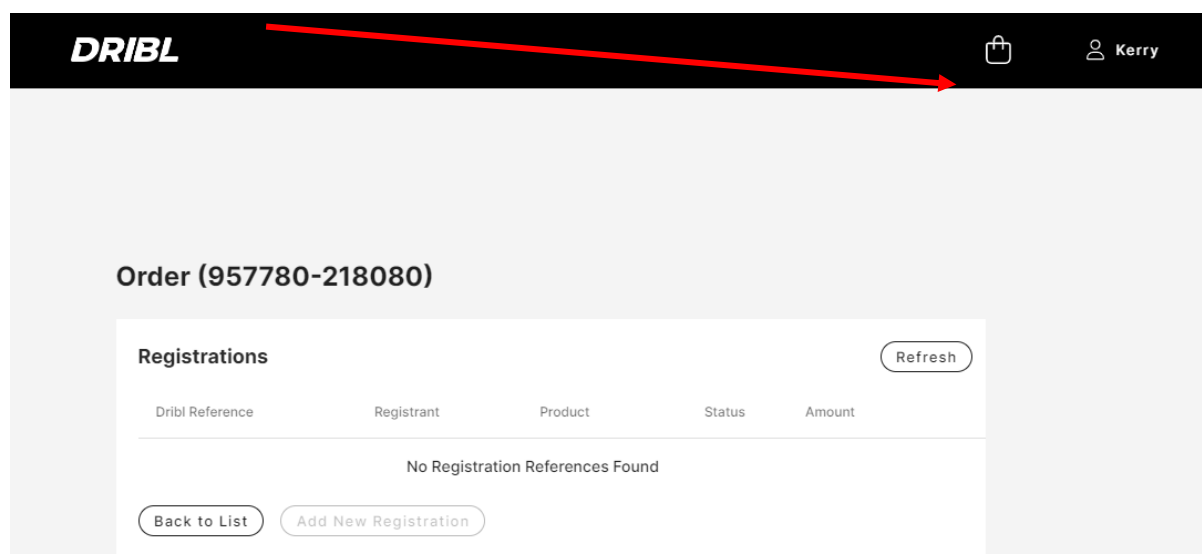 DRIBL
Kerry
Order (957780-218080)
Registrations
Refresh
Dribl Reference Registrant Product Status Amount
No Registration References Found
Back to List Add New Registration